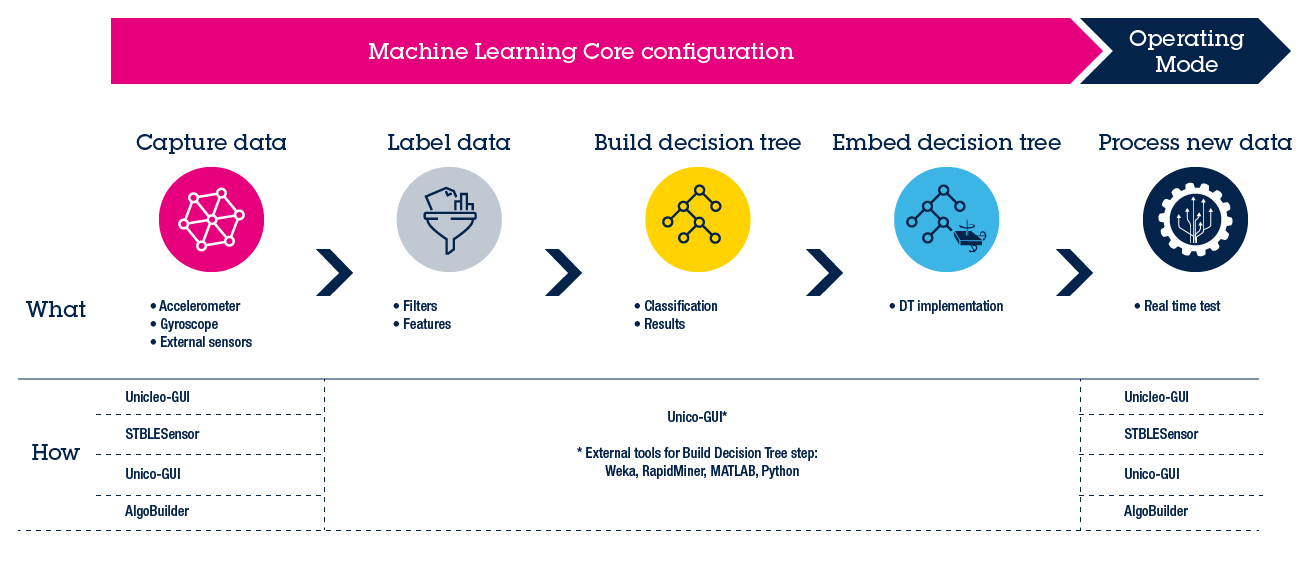 Machine Learning Core configuration
Operating
Mode
Capture data
Label data
Build decision tree
Embed decision tree
Process new data
What
• Accelerometer
• Gyroscope
• External sensors
• Filters
• Features
• Classification
• Results
• DT implementation
• Real time test
How
Unicleo-GUI
STBLESensor
Unico-GUI
AlgoBuilder
Unico-GUI*
* External tools for Build Decision Tree step:
Weka, RapidMiner, MATLAB, Python
Unicleo-GUI
STBLESensor
Unico-GUI
AlgoBuilder